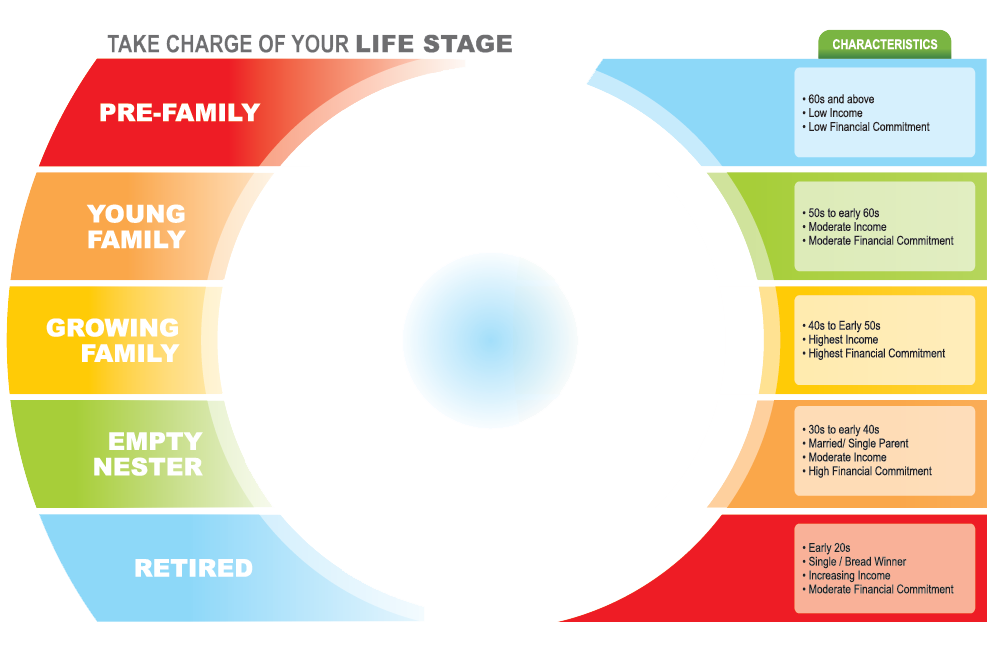 TAKE CHARGE OF YOUR LIFE STAGE
CHARACTERISTICS
PRE-FAMILY
YOUNG
FAMILY
GROWING
FAMILY
EMPTY
NESTER
RETIRED
• 60s and above
• Low Income
• Low Financial Commitment
• 50s to early 60s
• Moderate Income
• Moderate Financial Commitment
• 40s to Early 50s
• Highest Income
• Highest Financial Commitment
• 30s to early 40s
• Married/ Single Parent
• Moderate Income
• High Financial Commitment
• Early 20s
• Single / Bread Winner
• Increasing Income
• Moderate Financial Commitment